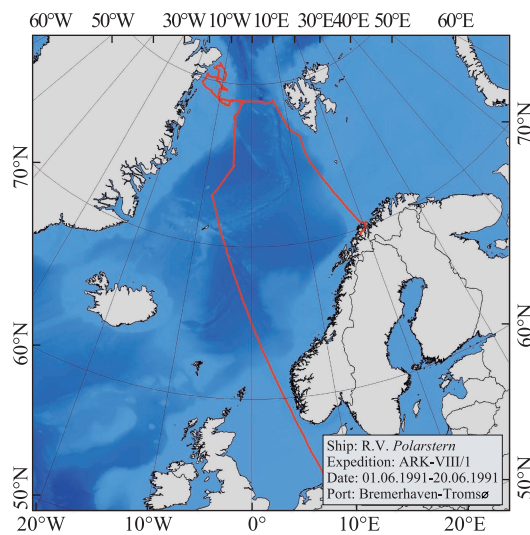 60°W 50°W 30°W 10°W 10°E 30°E 40°E 60°E
70°N
70°N
60°N
60°N
50°N
50°N
20°W 10°W 0° 10°E 20°E
Ship: R.V. Polarstern
Expedition: ARK-VIII/1
Date: 01.06.1991-20.06.1991
Port: Bremerhaven-Tromsø